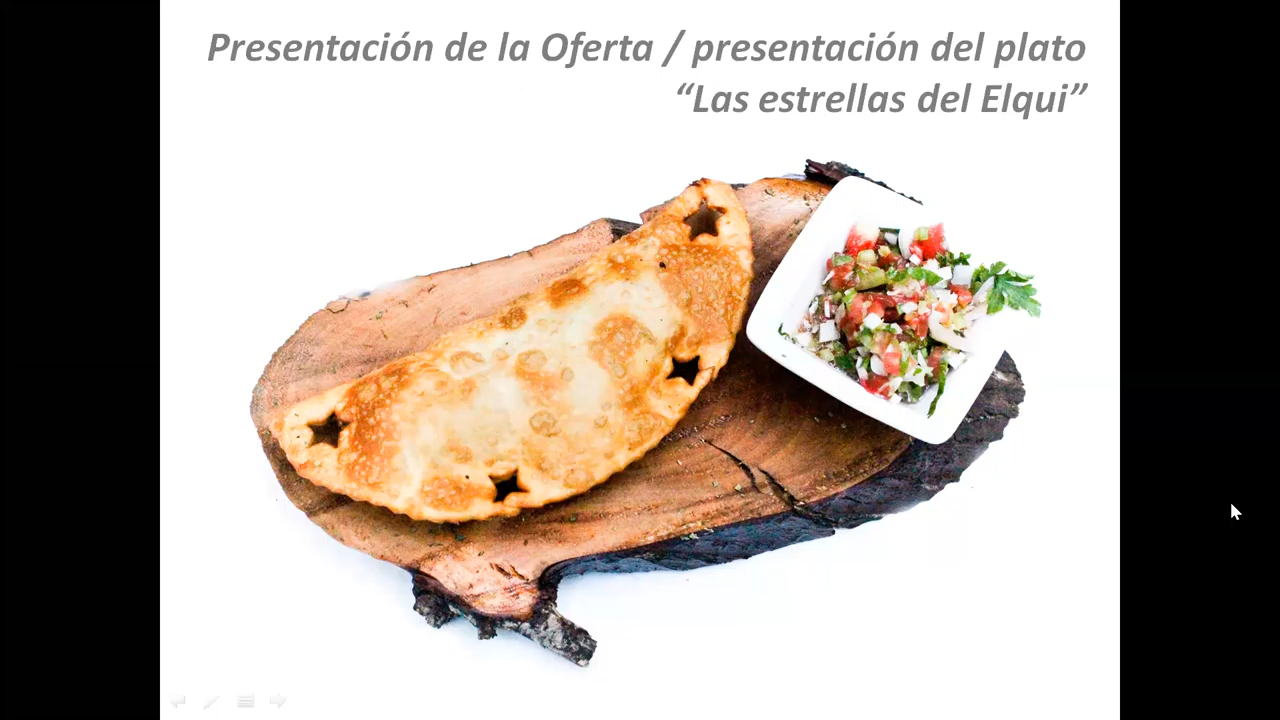 Presentación de la Oferta / presentación del plato
“Las estrellas del Elqui”